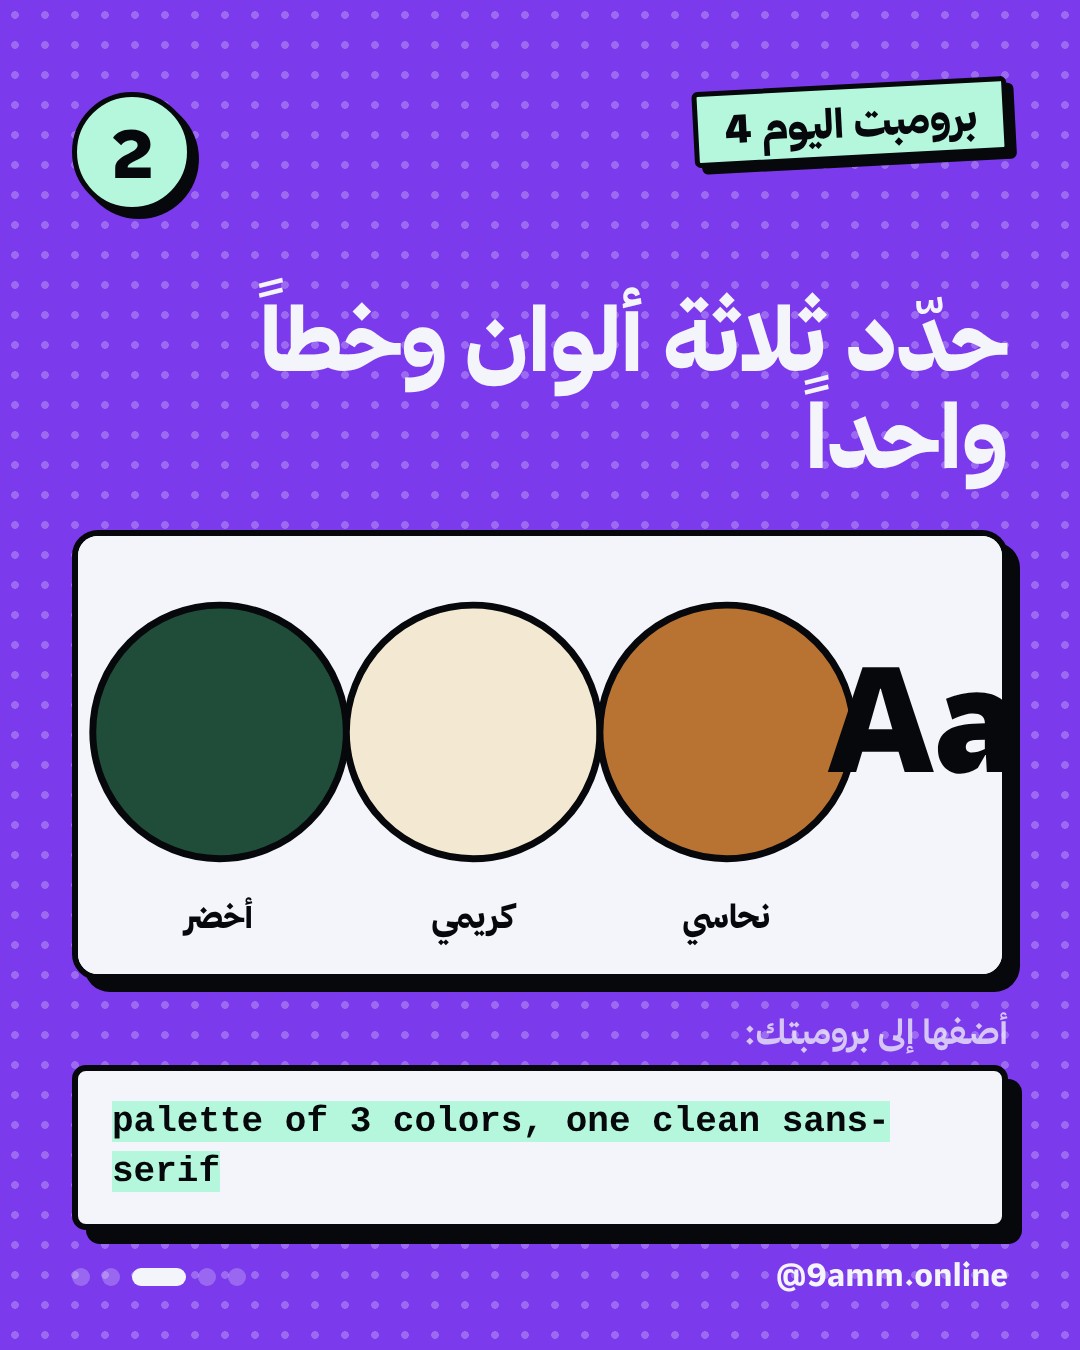 برومبت اليوم 4
2
حدّد ثلاثة ألوان وخطاً
واحداً
Aa
أخضر
كريمي
نحاسي
أضفها إلى برومبتك:
palette of 3 colors, one clean sans-
serif
@9amm.online